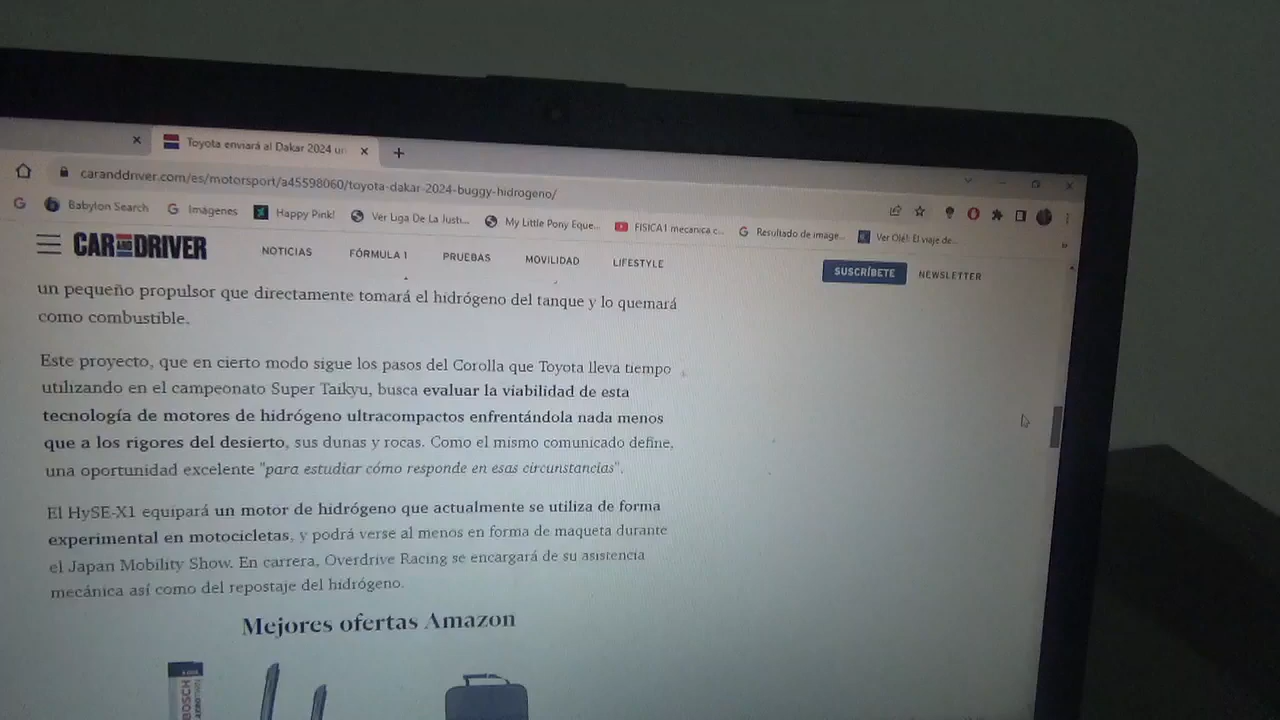 Toyota enviará al Dakar 2024 un
caranddriver.com/es/motorsport/a45598060/toyota-dakar-2024-buggy-hidrogeno/
Babylon Search Imágenes Happy Pink! Ver Liga De La Justi... My Little Pony Eque... FISICA I mecanica c... Resultado de image... Ver Olé! El viaje de...
CAR AND DRIVER NOTICIAS FÓRMULA 1 PRUEBAS MOVILIDAD LIFESTYLE SUSCRÍBETE NEWSLETTER
un pequeño propulsor que directamente tomará el hidrógeno del tanque y lo quemará
como combustible.
Este proyecto, que en cierto modo sigue los pasos del Corolla que Toyota lleva tiempo
utilizando en el campeonato Super Taikyu, busca evaluar la viabilidad de esta
tecnología de motores de hidrógeno ultracompactos enfrentándola nada menos
que a los rigores del desierto, sus dunas y rocas. Como el mismo comunicado define,
una oportunidad excelente "para estudiar cómo responde en esas circunstancias".
El HySE-X1 equipará un motor de hidrógeno que actualmente se utiliza de forma
experimental en motocicletas, y podrá verse al menos en forma de maqueta durante
el Japan Mobility Show. En carrera, Overdrive Racing se encargará de su asistencia
mecánica así como del repostaje del hidrógeno.
Mejores ofertas Amazon
BOSCH